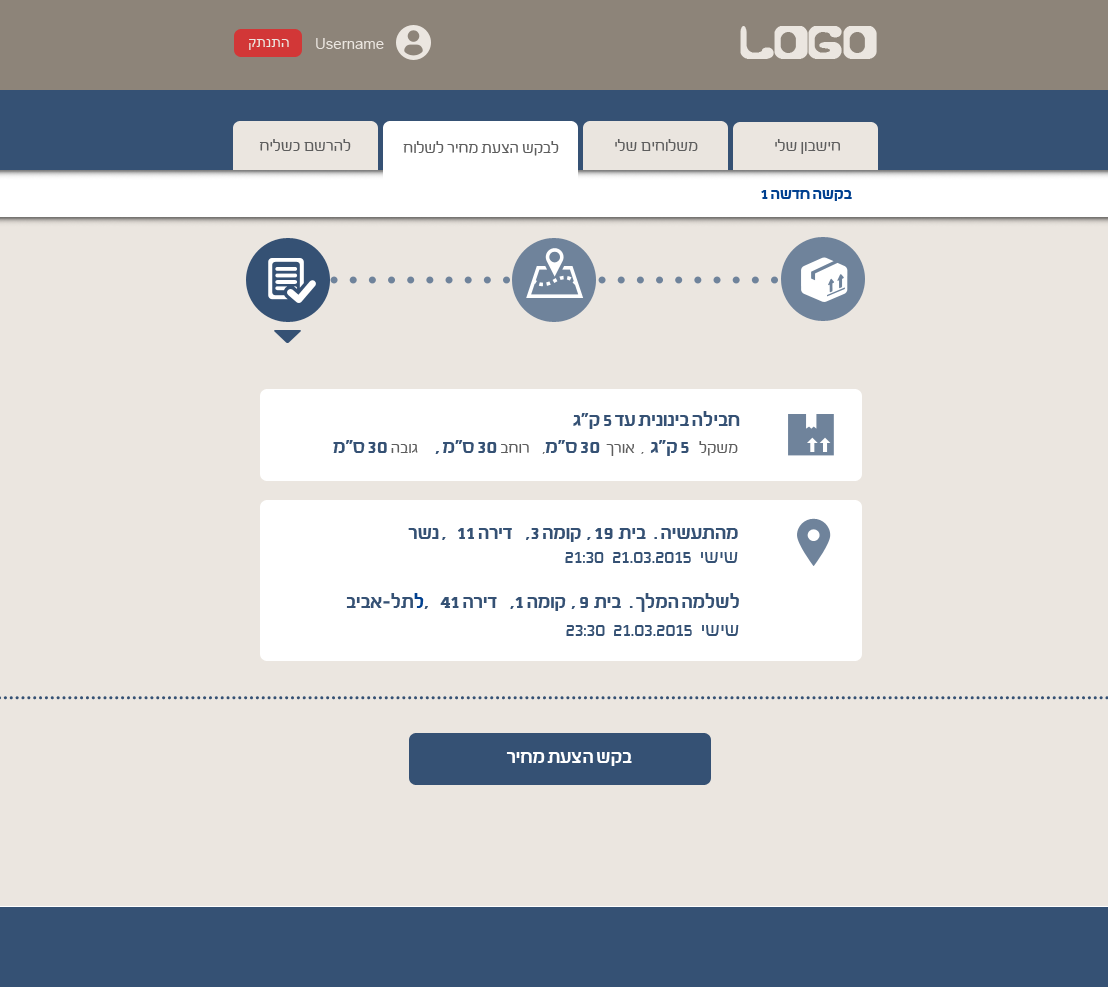 LOGO
Username
התנתק
חישבון שלי
משלוחים שלי
לבקש הצעת מחיר לשלוח
להרשם כשליח
בקשה חדשה 1
חבילה בינונית עד 5 ק"ג
משקל 5 ק"ג , אורך 30 ס"מ, רוחב 30 ס"מ, גובה 30 ס"מ
מהתעשיה. בית 19, קומה 3, דירה 11, נשר
שישי 21.03.2015 21:30
לשלמה המלך. בית 9, קומה 1, דירה 41, לתל-אביב
שישי 21.03.2015 23:30
בקש הצעת מחיר